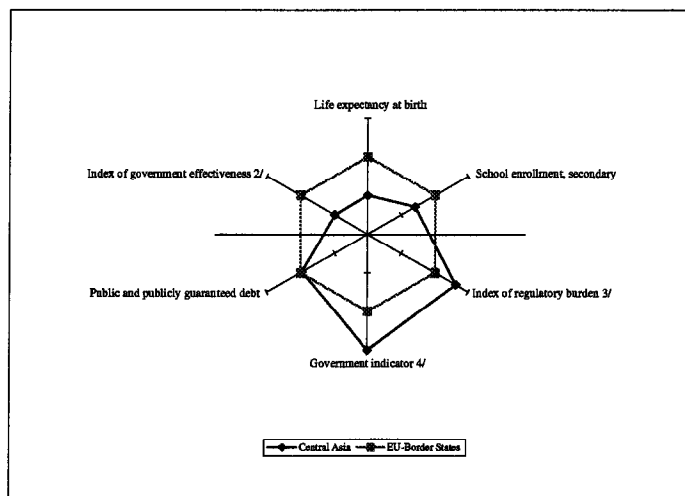 Life expectancy at birth
Index of government effectiveness 2/
School enrollment, secondary
Public and publicly guaranteed debt
Index of regulatory burden 3/
Government indicator 4/
Central Asia
EU-Border States